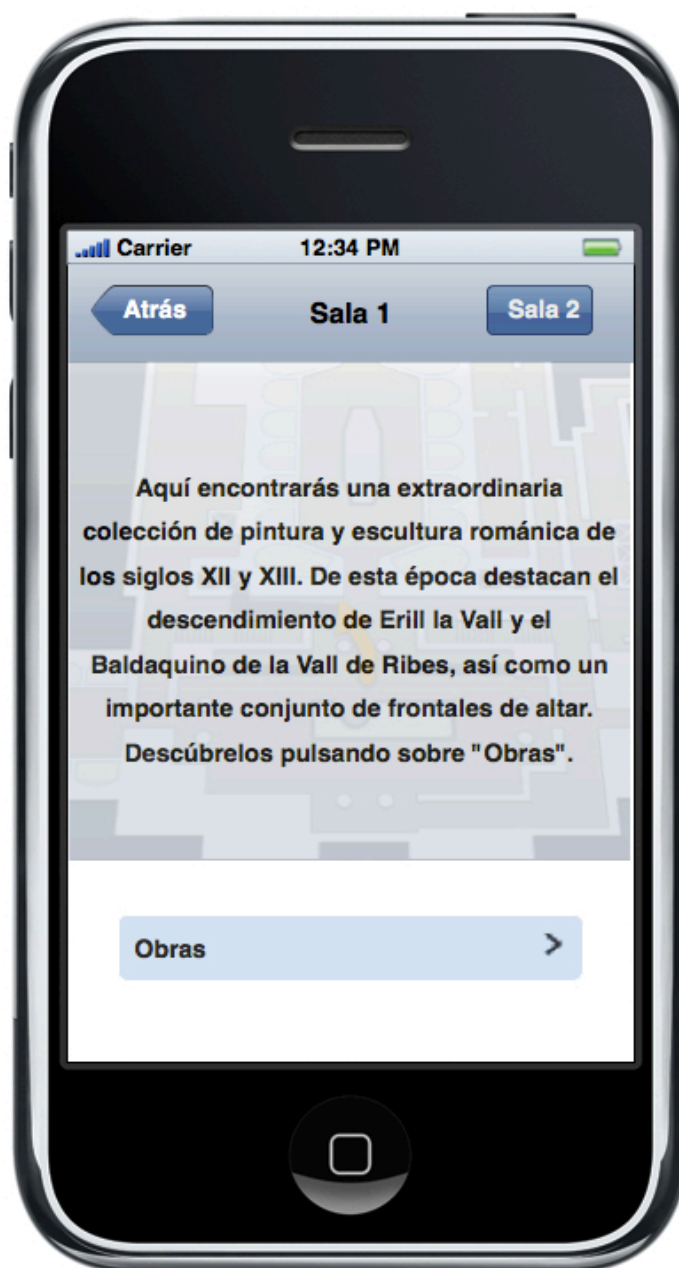 Carrier 12:34 PM
Atrás Sala 1 Sala 2
Aquí encontrarás una extraordinaria
colección de pintura y escultura románica de
los siglos XII y XIII. De esta época destacan el
descendimiento de Erill la Vall y el
Baldaquino de la Vall de Ribes, así como un
importante conjunto de frontales de altar.
Descúbrelos pulsando sobre "Obras".
Obras >